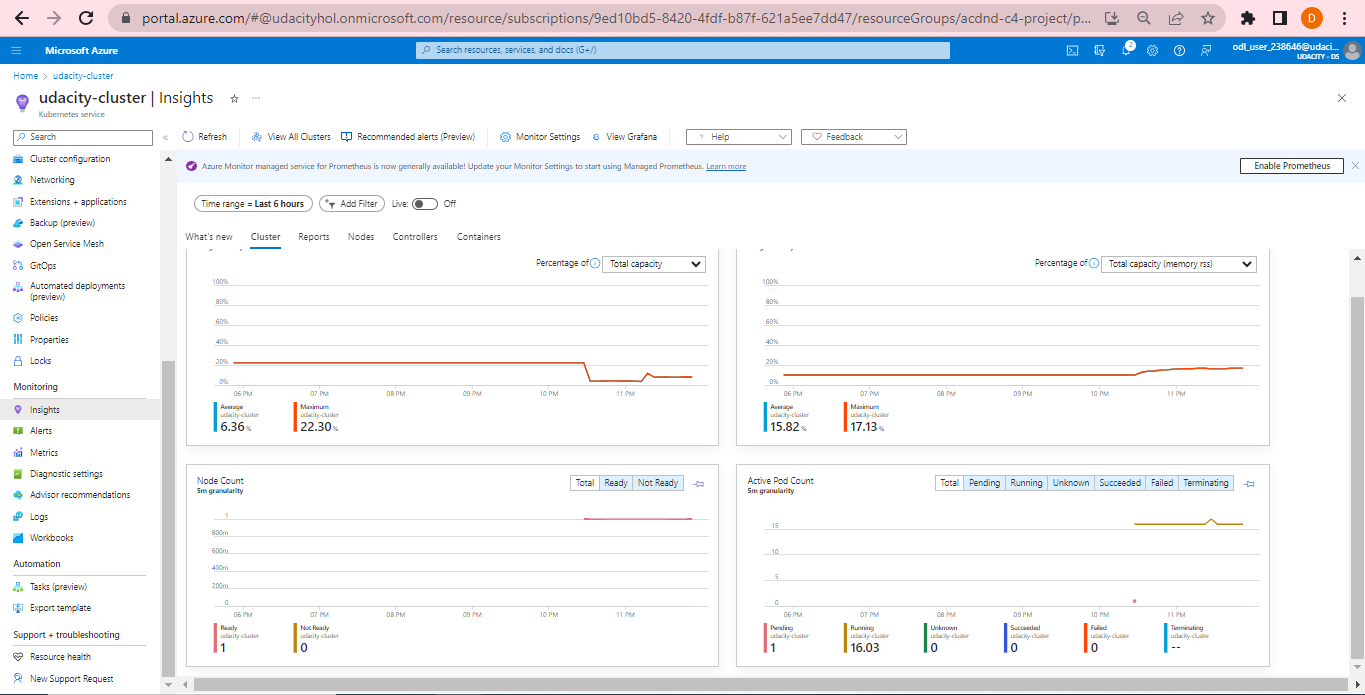 portal.azure.com/#@udacityhol.onmicrosoft.com/resource/subscriptions/9ed10bd5-8420-4fdf-b87f-621a5ee7dd47/resourceGroups/acdnd-c4-project/p...
D
Microsoft Azure
Search resources, services, and docs (G+/)
2
odl_user_238646@udaci...
UDACITY - DS
Home > udacity-cluster
udacity-cluster | Insights
Kubernetes service
Search
Refresh
View All Clusters
Recommended alerts (Preview)
Monitor Settings
View Grafana
? Help
Feedback
Azure Monitor managed service for Prometheus is now generally available! Update your Monitor Settings to start using Managed Prometheus. Learn more
Enable Prometheus
Time range = Last 6 hours
Add Filter
Live:
Off
What's new
Cluster
Reports
Nodes
Controllers
Containers
Cluster configuration
Networking
Extensions + applications
Backup (preview)
Open Service Mesh
GitOps
Automated deployments
(preview)
Policies
Properties
Locks
Monitoring
Insights
Alerts
Metrics
Diagnostic settings
Advisor recommendations
Logs
Workbooks
Automation
Tasks (preview)
Export template
Support + troubleshooting
Resource health
New Support Request
Percentage of
Total capacity
100%
80%
60%
40%
20%
0%
06 PM
07 PM
08 PM
09 PM
10 PM
11 PM
Average
udacity-cluster
6.36 %
Maximum
udacity-cluster
22.30 %
Percentage of
Total capacity (memory rss)
100%
80%
60%
40%
20%
0%
06 PM
07 PM
08 PM
09 PM
10 PM
11 PM
Average
udacity-cluster
15.82 %
Maximum
udacity-cluster
17.13 %
Node Count
5m granularity
Total
Ready
Not Ready
1
800m
600m
400m
200m
0
06 PM
07 PM
08 PM
09 PM
10 PM
11 PM
Ready
udacity-cluster
1
Not Ready
udacity-cluster
0
Active Pod Count
5m granularity
Total
Pending
Running
Unknown
Succeeded
Failed
Terminating
15
10
5
0
06 PM
07 PM
08 PM
09 PM
10 PM
11 PM
Pending
udacity-cluster
1
Running
udacity-cluster
16.03
Unknown
udacity-cluster
0
Succeeded
udacity-cluster
0
Failed
udacity-cluster
0
Terminating
udacity-cluster
--